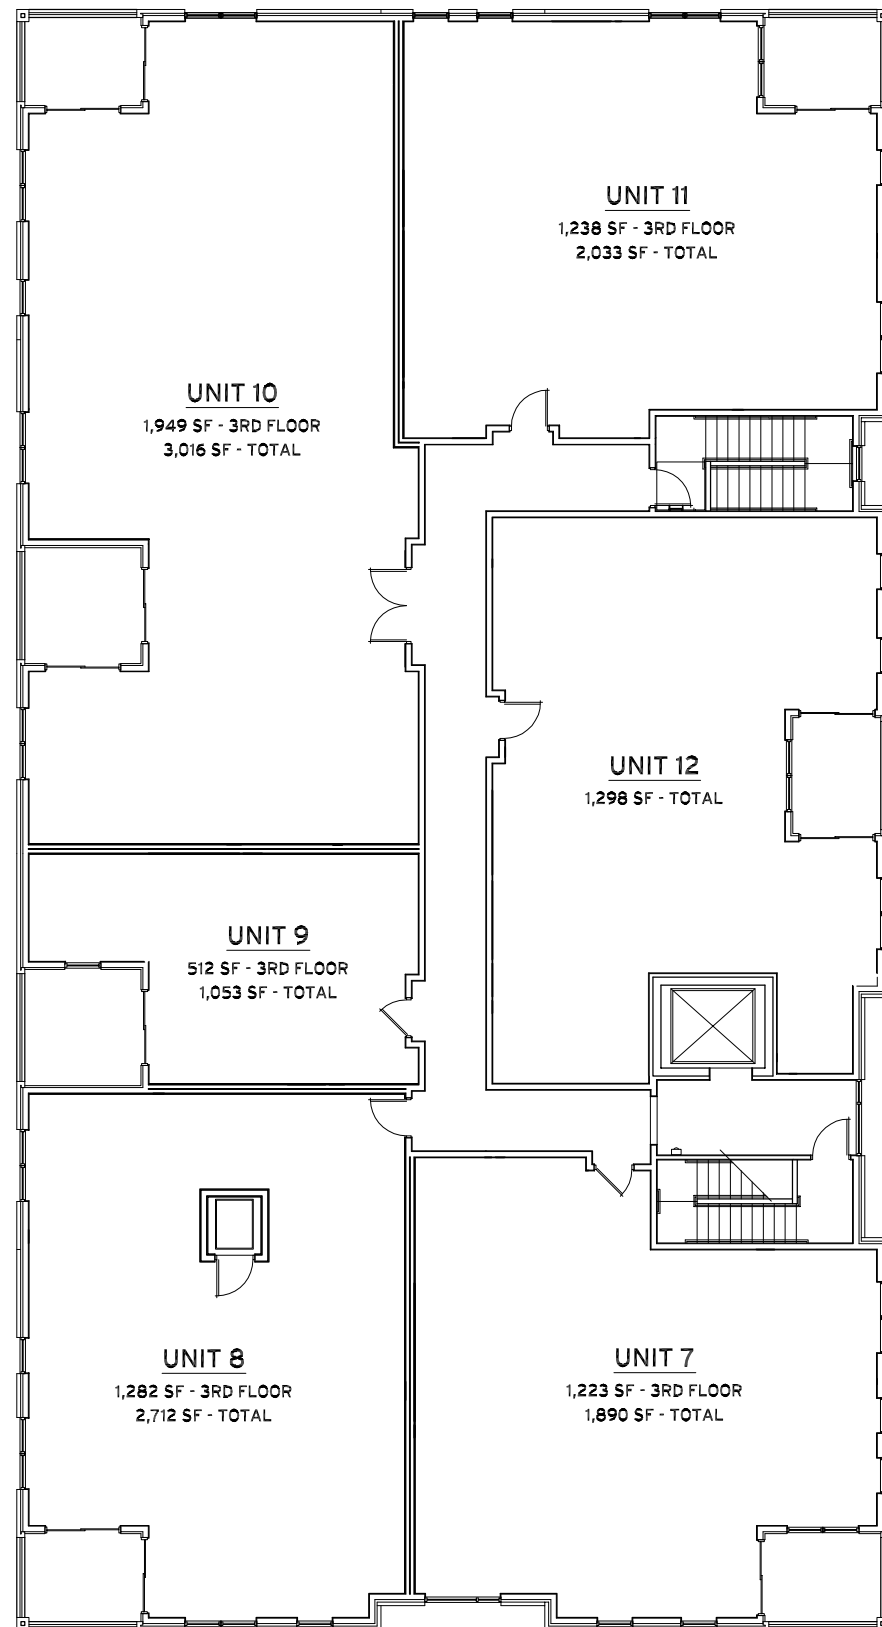 UNIT 11
1,238 SF - 3RD FLOOR
2,033 SF - TOTAL
UNIT 10
1,949 SF - 3RD FLOOR
3,016 SF - TOTAL
UNIT 12
1,298 SF - TOTAL
UNIT 9
512 SF - 3RD FLOOR
1,053 SF - TOTAL
UNIT 8
1,282 SF - 3RD FLOOR
2,712 SF - TOTAL
UNIT 7
1,223 SF - 3RD FLOOR
1,890 SF - TOTAL